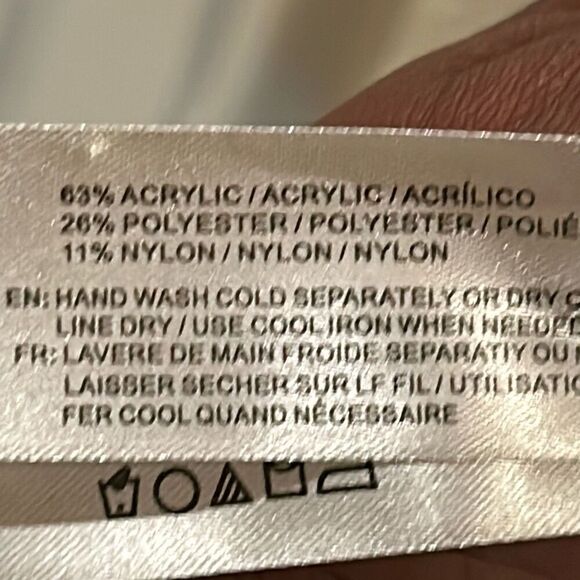 63% ACRYLIC / ACRYLIC / ACRÍLICO
26% POLYESTER / POLYESTER / POLIÉ
11% NYLON / NYLON / NYLON
EN: HAND WASH COLD SEPARATELY OR DRY C
LINE DRY / USE COOL IRON WHEN NEEDED
FR: LAVERE DE MAIN FROIDE SEPARATIY OU
LAISSER SECHER SUR LF FIL / UTILISATIO
FER COOL QUAND NÉCESSAIRE